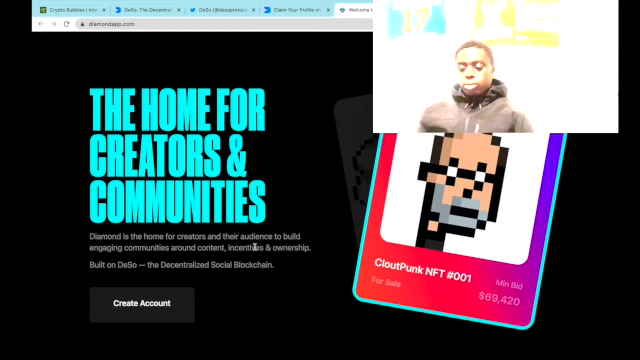 Crypto Bubbles | Inte
DeSo: The Decentrali
DeSo (@desoprotoc
Claim Your Profile on
Welcome t
diamondapp.com
17
THE HOME FOR
CREATORS &
COMMUNITIES
Diamond is the home for creators and their audience to build
engaging communities around content, incentives & ownership.
Built on DeSo — the Decentralized Social Blockchain.
Create Account
CloutPunk NFT #001
For Sale
Min Bid
$69,420